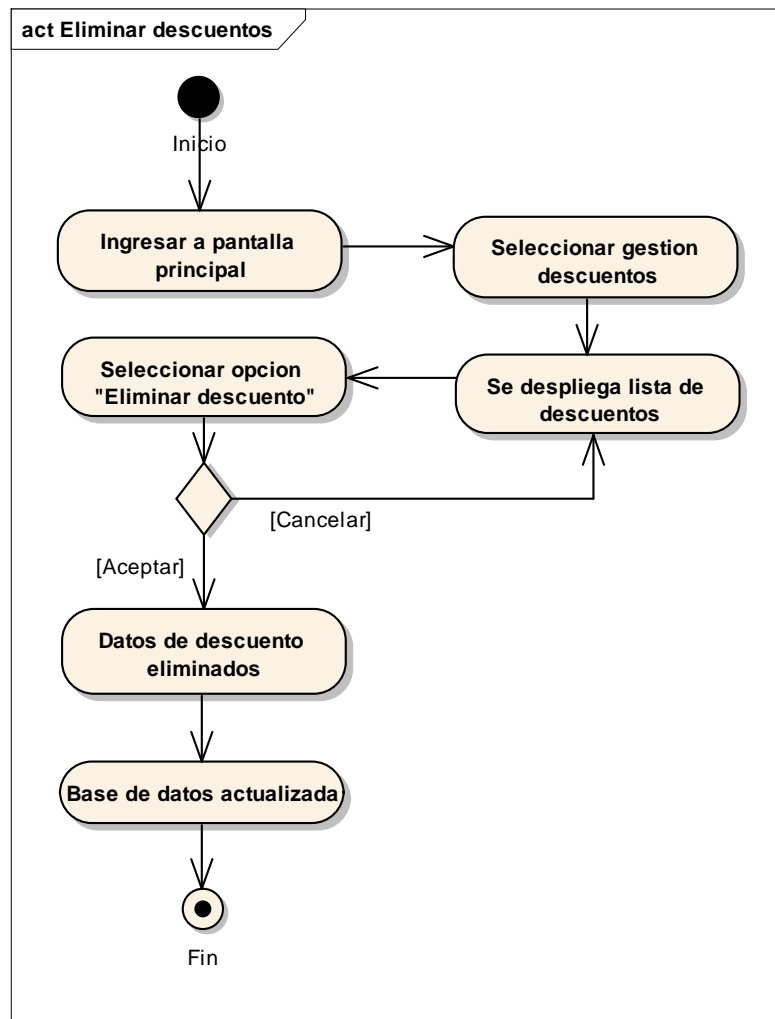 act Eliminar descuentos
Inicio
Ingresar a pantalla
principal
Seleccionar gestion
descuentos
Se despliega lista de
descuentos
Seleccionar opcion
"Eliminar descuento"
[Cancelar]
[Aceptar]
Datos de descuento
eliminados
Base de datos actualizada
Fin